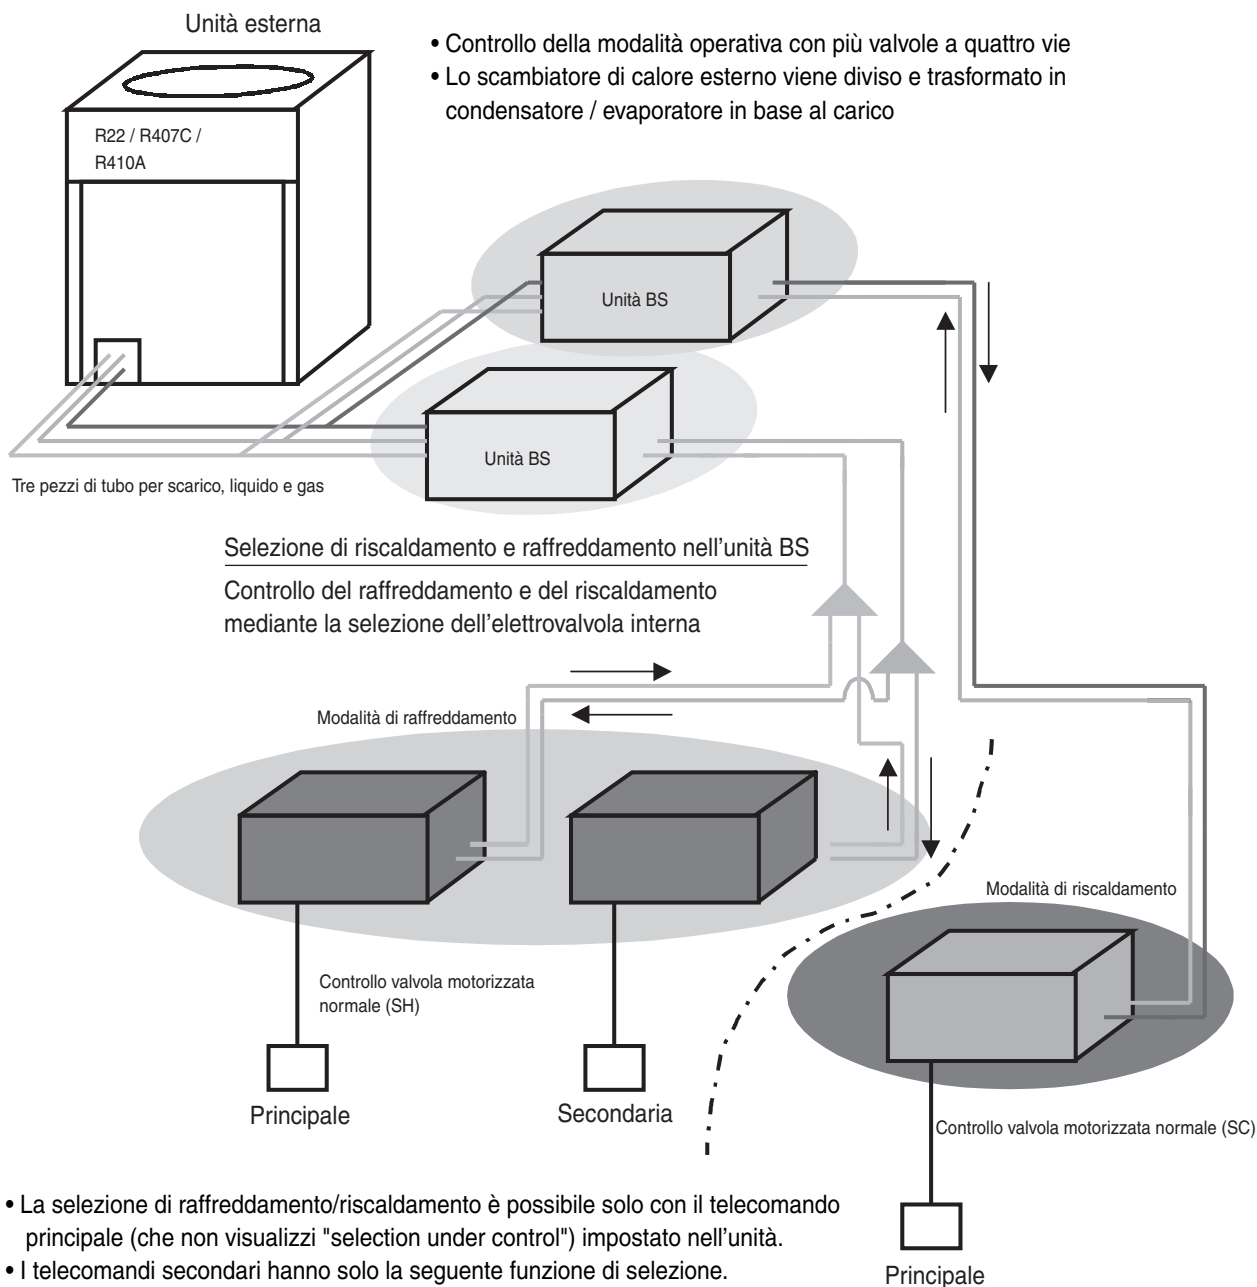 Unità esterna
• Controllo della modalità operativa con più valvole a quattro vie
• Lo scambiatore di calore esterno viene diviso e trasformato in
condensatore / evaporatore in base al carico
R22 / R407C /
R410A
Unità BS
Unità BS
Tre pezzi di tubo per scarico, liquido e gas
Selezione di riscaldamento e raffreddamento nell'unità BS
Controllo del raffreddamento e del riscaldamento
mediante la selezione dell'elettrovalvola interna
Modalità di raffreddamento
Modalità di riscaldamento
Controllo valvola motorizzata
normale (SH)
Principale
Secondaria
Controllo valvola motorizzata normale (SC)
• La selezione di raffreddamento/riscaldamento è possibile solo con il telecomando
principale (che non visualizzi "selection under control") impostato nell'unità.
• I telecomandi secondari hanno solo la seguente funzione di selezione.
Principale